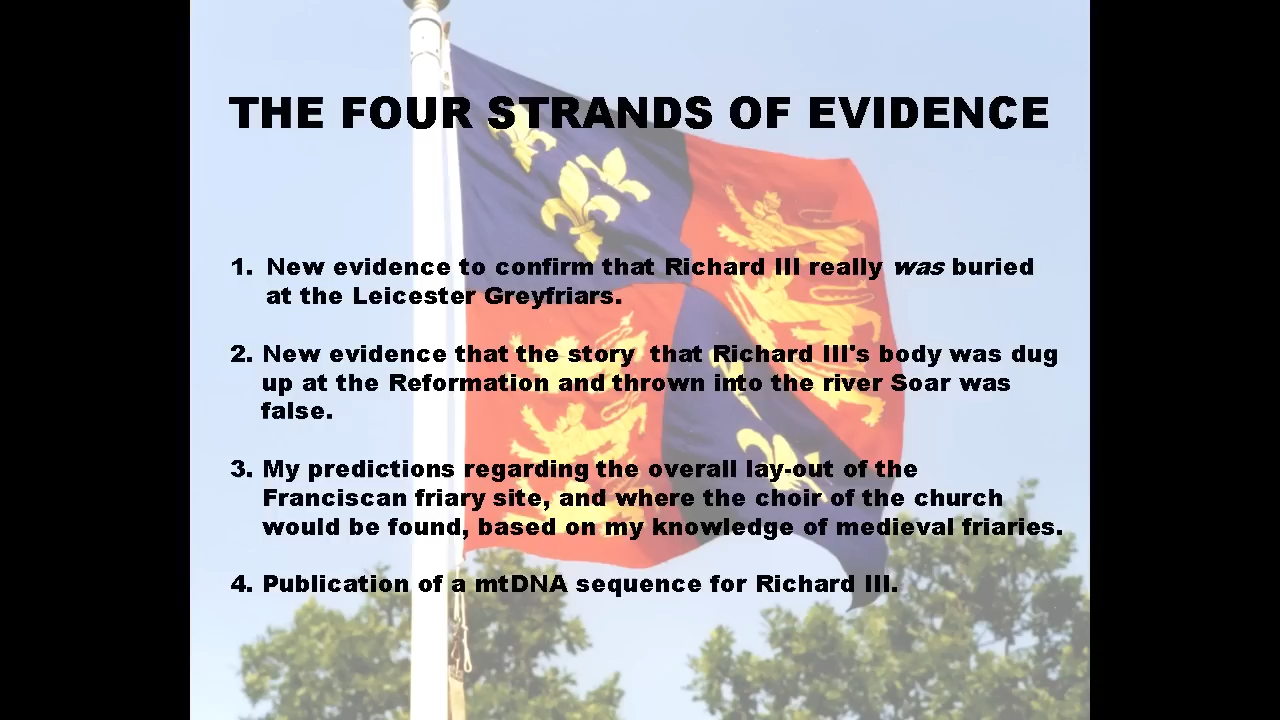 THE FOUR STRANDS OF EVIDENCE
1. New evidence to confirm that Richard III really was buried
at the Leicester Greyfriars.
2. New evidence that the story  that Richard III's body was dug
up at the Reformation and thrown into the river Soar was
false.
3. My predictions regarding the overall lay-out of the
Franciscan friary site, and where the choir of the church
would be found, based on my knowledge of medieval friaries.
4. Publication of a mtDNA sequence for Richard III.